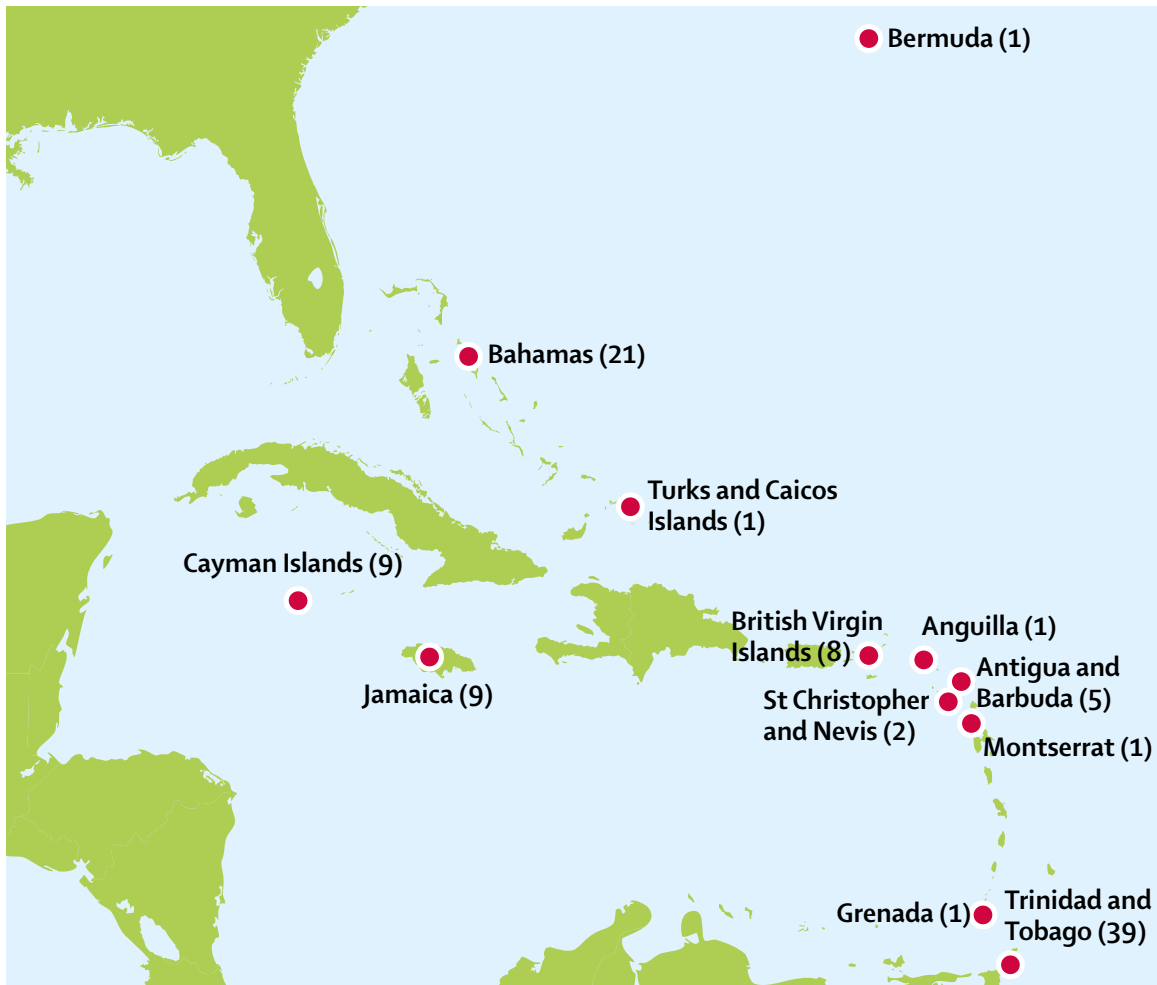 Bermuda (1)
Bahamas (21)
Turks and Caicos
Islands (1)
Cayman Islands (9)
Jamaica (9)
British Virgin
Islands (8)
Anguilla (1)
Antigua and
Barbuda (5)
St Christopher
and Nevis (2)
Montserrat (1)
Grenada (1)
Trinidad and
Tobago (39)